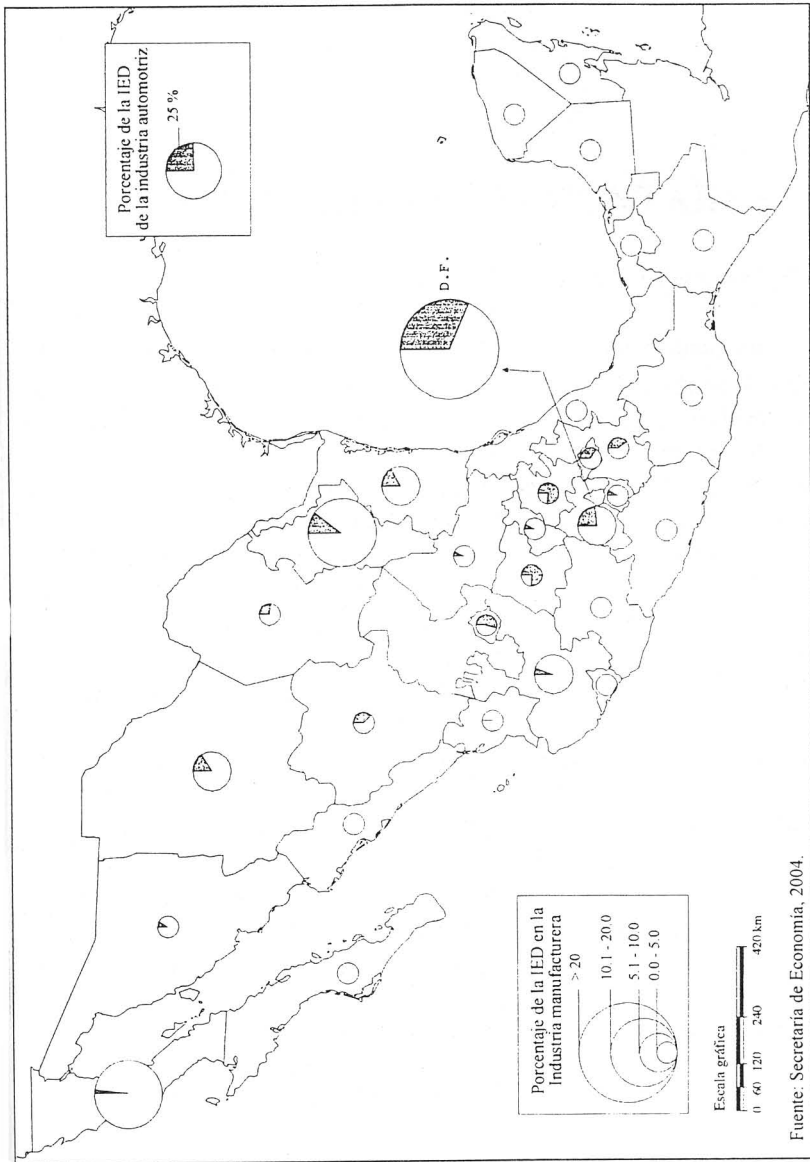 Porcentaje de la IED
de la industria automotriz
25 %
D.F.
Porcentaje de la IED en la
Industria manufacturera
> 20
10.1 - 20.0
5.1 - 10.0
0.0 - 5.0
Escala gráfica
0 60 120 240 420 km
Fuente: Secretaría de Economía, 2004.